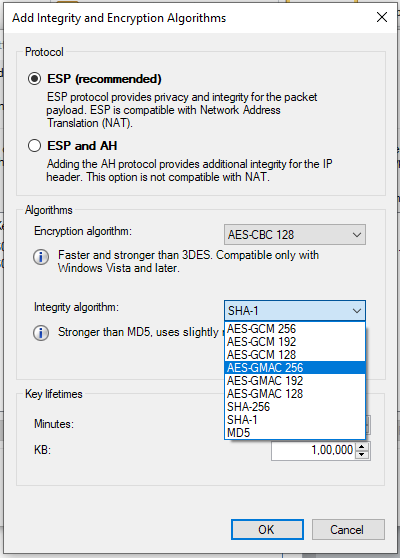 Add Integrity and Encryption Algorithms
Protocol
ESP (recommended)
ESP protocol provides privacy and integrity for the packet
payload. ESP is compatible with Network Address
Translation (NAT).
ESP and AH
Adding the AH protocol provides additional integrity for the IP
header. This option is not compatible with NAT.
Algorithms
Encryption algorithm:
AES-CBC 128
Faster and stronger than 3DES. Compatible only with
Windows Vista and later.
Integrity algorithm:
SHA-1
Stronger than MD5, uses slightly
AES-GCM 256
AES-GCM 192
AES-GCM 128
AES-GMAC 256
AES-GMAC 192
AES-GMAC 128
SHA-256
SHA-1
MD5
Key lifetimes
Minutes:
KB:
1,00,000
OK
Cancel